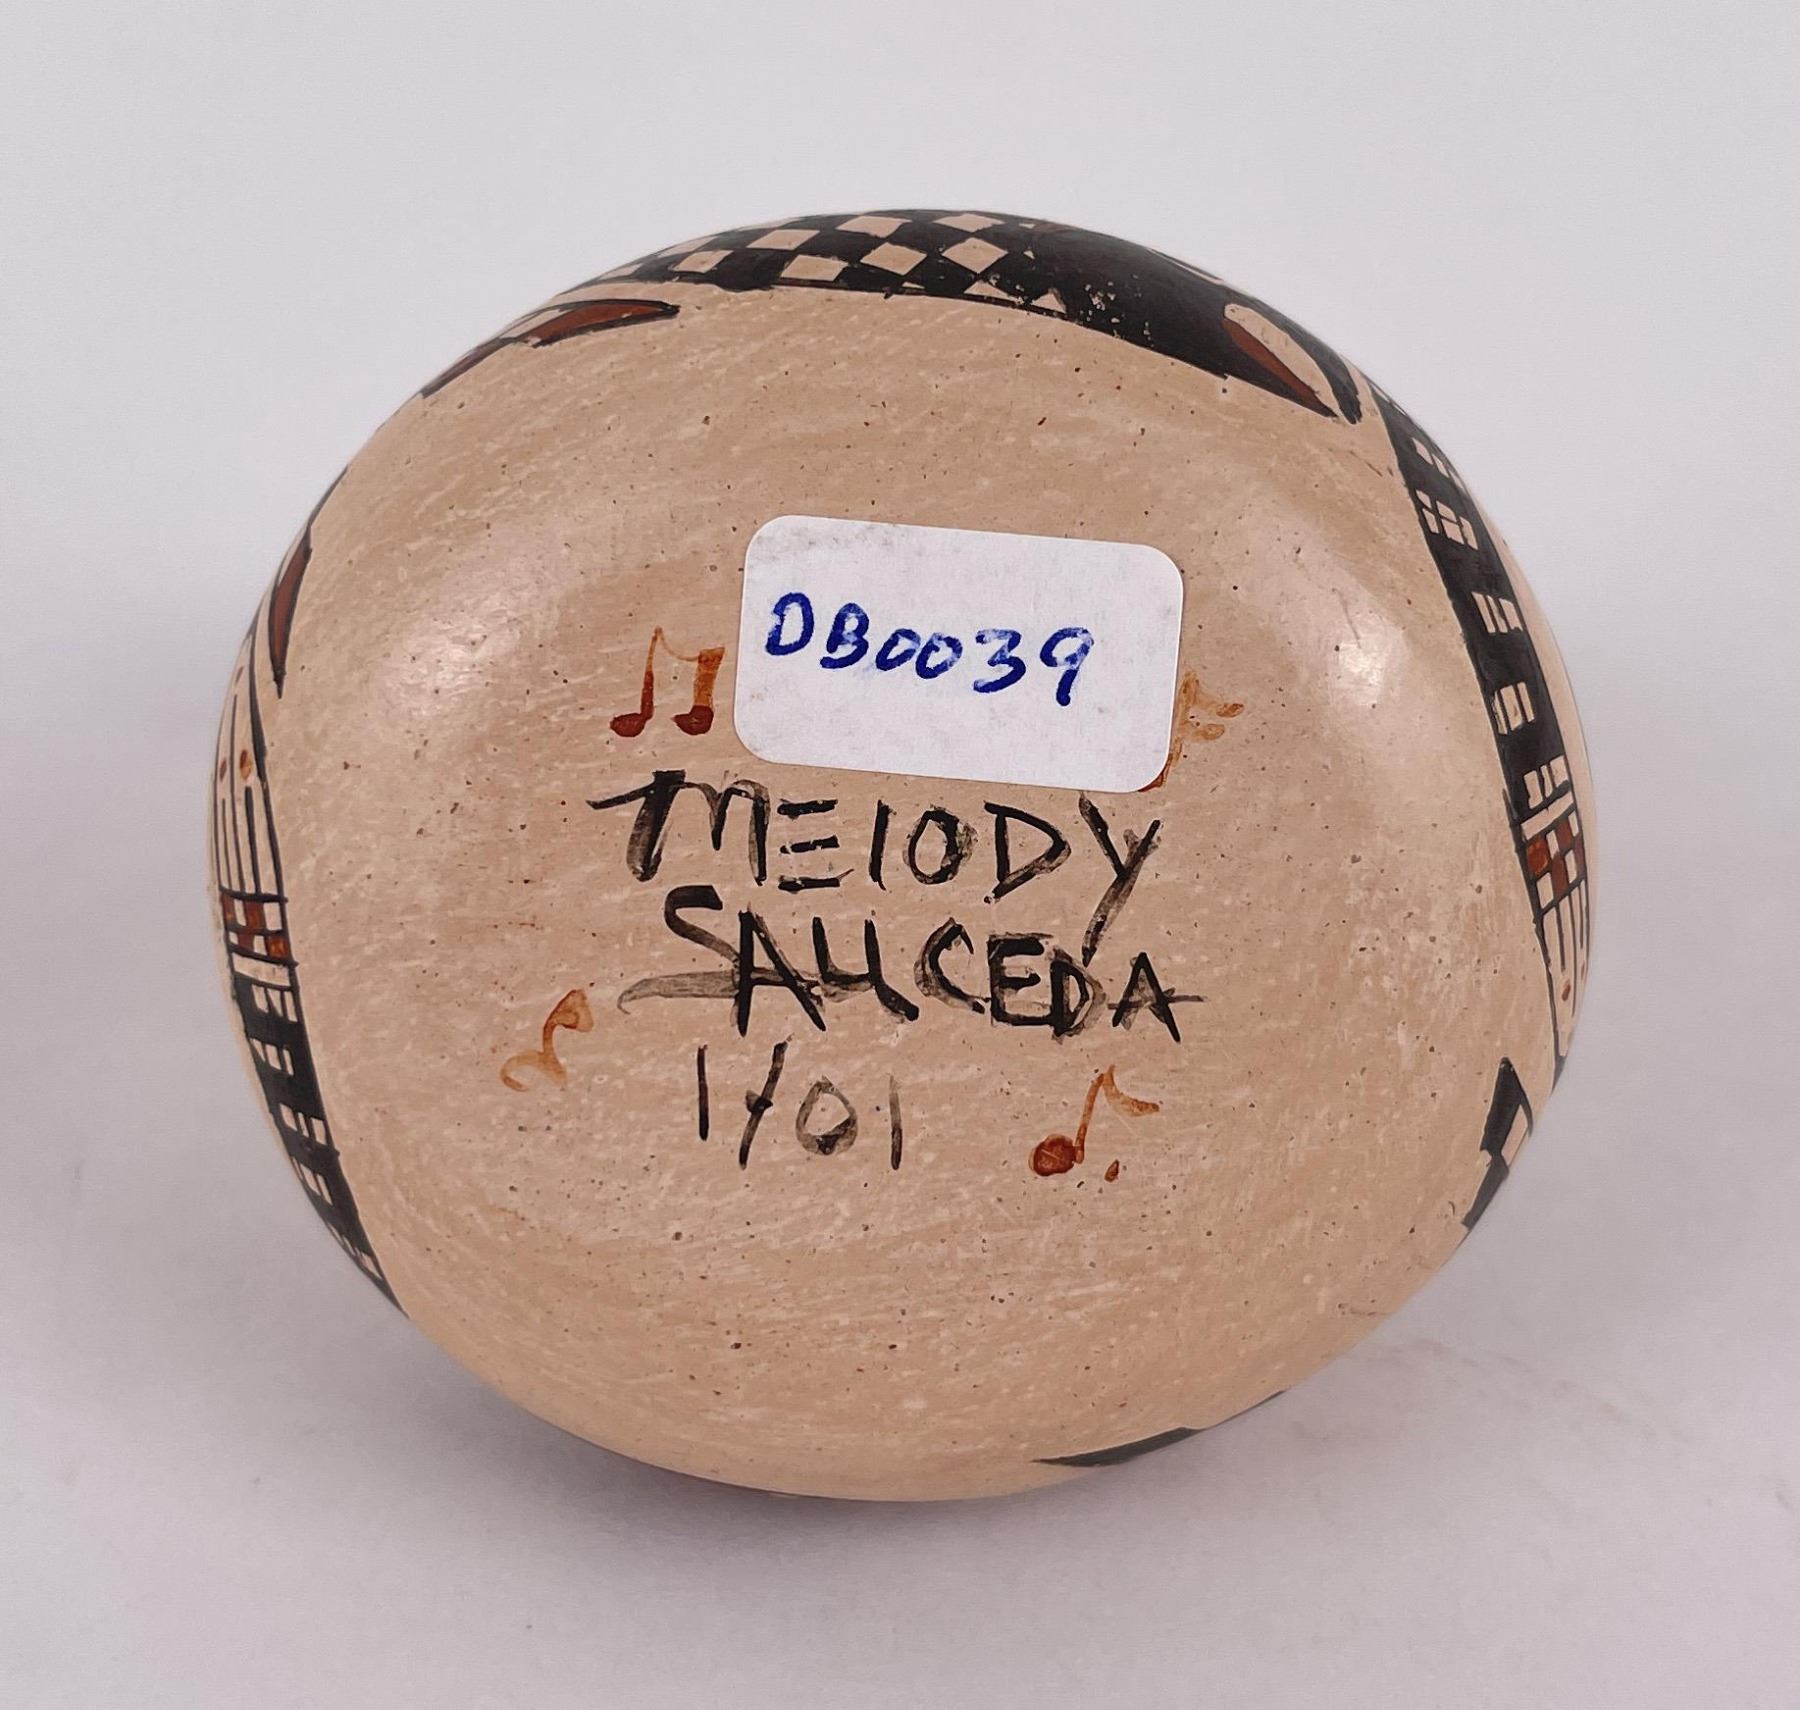 DB0039
MELODY
SAUCEDA
1/01